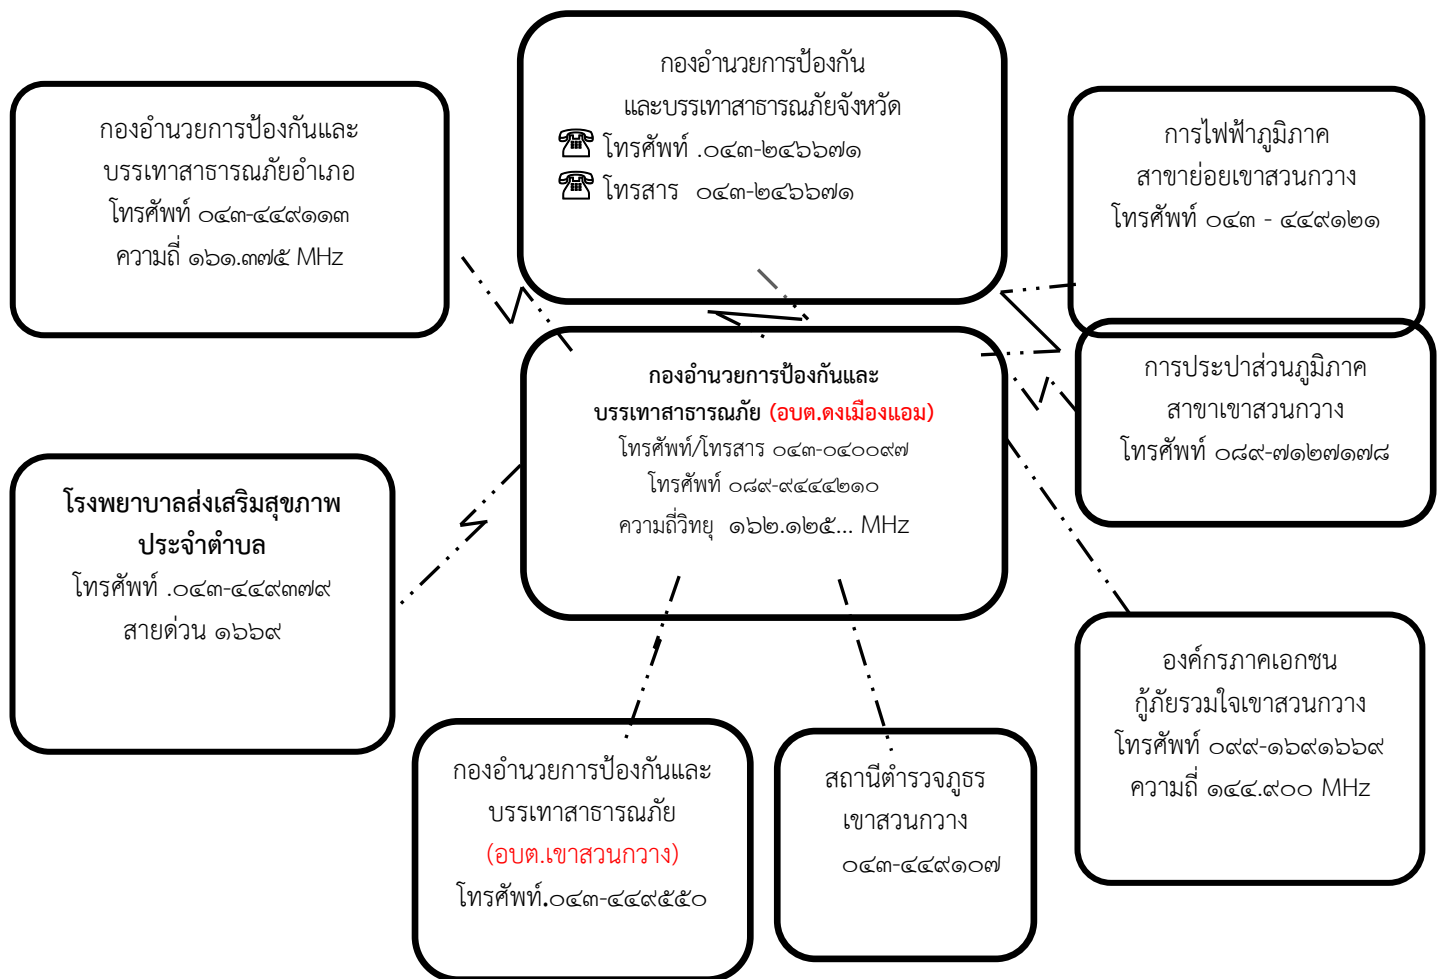 กองอำนวยการป้องกัน
และบรรเทาสาธารณภัยจังหวัด
โทรศัพท์ .๐๔๓-๒๔๖๖๗๑
โทรสาร ๐๔๓-๒๔๖๖๗๑
กองอำนวยการป้องกันและ
บรรเทาสาธารณภัยอำเภอ
โทรศัพท์ ๐๔๓-๔๔๙๑๑๓
ความถี่ ๑๖๑.๓๗๕ MHz
การไฟฟ้าภูมิภาค
สาขาย่อยเขาสวนกวาง
โทรศัพท์ ๐๔๓ - ๔๔๙๑๒๑
กองอำนวยการป้องกันและ
บรรเทาสาธารณภัย (อบต.ดงเมืองแอม)
โทรศัพท์/โทรสาร ๐๔๓-๐๔๐๐๙๗
โทรศัพท์ ๐๘๙-๙๔๔๔๒๑๐
ความถี่วิทยุ ๑๖๒.๑๒๕... MHz
การประปาส่วนภูมิภาค
สาขาเขาสวนกวาง
โทรศัพท์ ๐๘๙-๗๑๒๗๑๗๘
โรงพยาบาลส่งเสริมสุขภาพ
ประจำตำบล
โทรศัพท์ .๐๔๓-๔๔๙๓๗๙
สายด่วน ๑๖๖๙
องค์กรภาคเอกชน
กู้ภัยรวมใจเขาสวนกวาง
โทรศัพท์ ๐๙๙-๑๖๙๑๖๖๙
ความถี่ ๑๔๔.๙๐๐ MHz
กองอำนวยการป้องกันและ
บรรเทาสาธารณภัย
(อบต.เขาสวนกวาง)
โทรศัพท์.๐๔๓-๔๔๙๕๕๐
สถานีตำรวจภูธร
เขาสวนกวาง
๐๔๓-๔๔๙๑๐๗